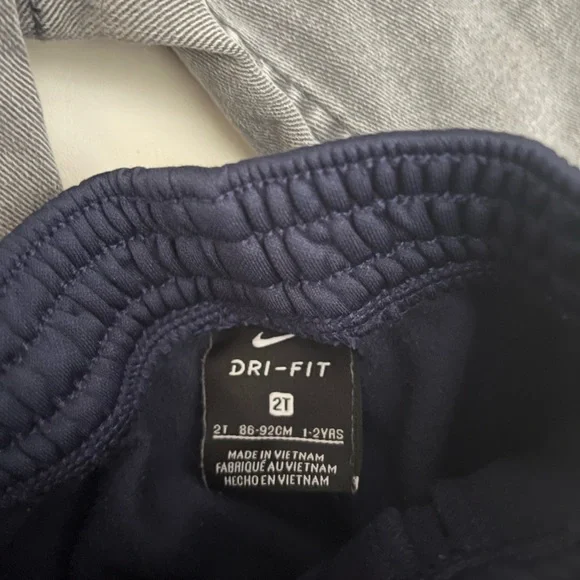 DRI-FIT
2T
2T 86-92CM 1-2YRS
MADE IN VIETNAM
FABRIQUÉ AU VIETNAM
HECHO EN VIETNAM